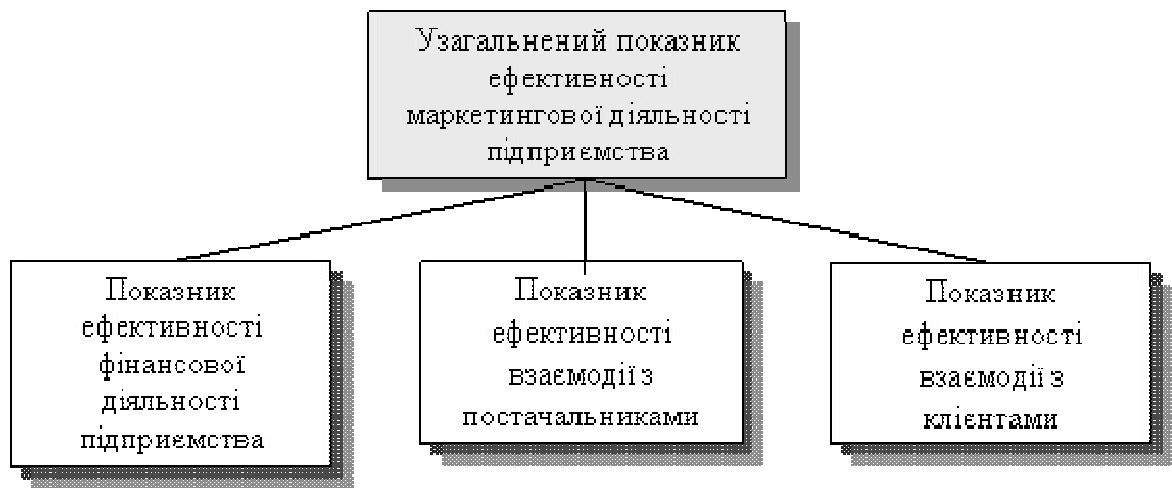 Узагальнений показник
ефективності
маркетингової діяльності
підприємства
Показник
ефективності
фінансової
діяльності
підприємства
Показник
ефективності
взаємодії з
постачальниками
Показник
ефективності
взаємодії з
клієнтами